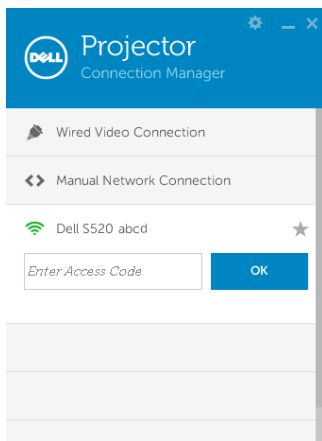 DELL
Projector
Connection Manager
Wired Video Connection
Manual Network Connection
Dell S520 abcd
Enter Access Code
OK